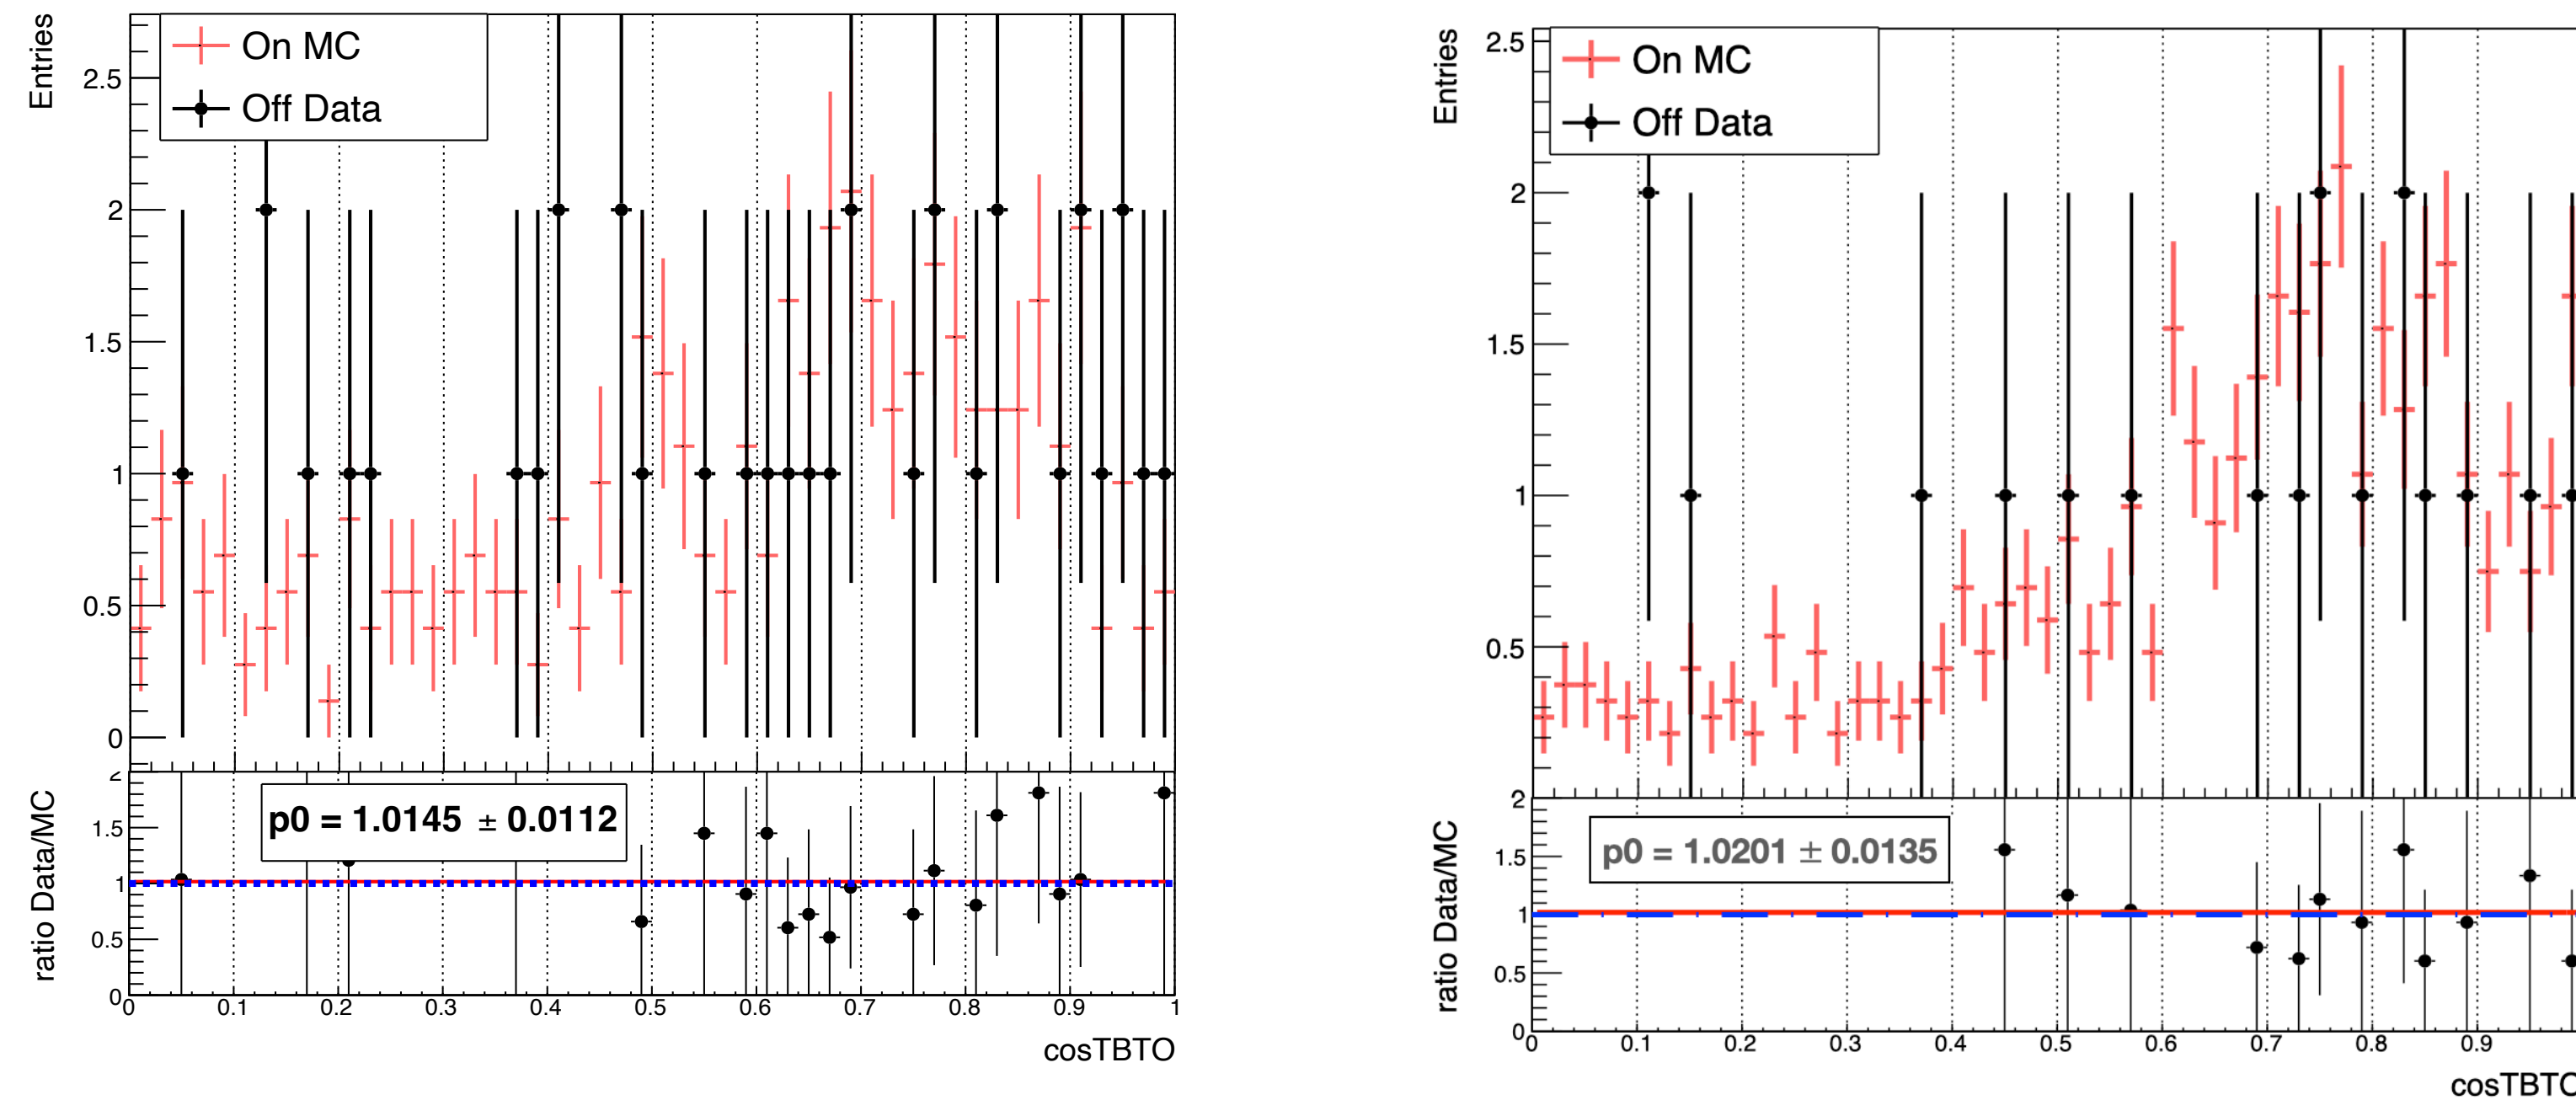 Entries
On MC
Off Data
2.5
2
1.5
1
0.5
0
ratio Data/MC
2
1.5
1
0.5
0
p0 = 1.0145 ± 0.0112
0 0.1 0.2 0.3 0.4 0.5 0.6 0.7 0.8 0.9 1
cosTBTO
Entries
On MC
Off Data
2.5
2
1.5
1
0.5
ratio Data/MC
2
1.5
1
0.5
0
p0 = 1.0201 ± 0.0135
0 0.1 0.2 0.3 0.4 0.5 0.6 0.7 0.8 0.9
cosTBTO